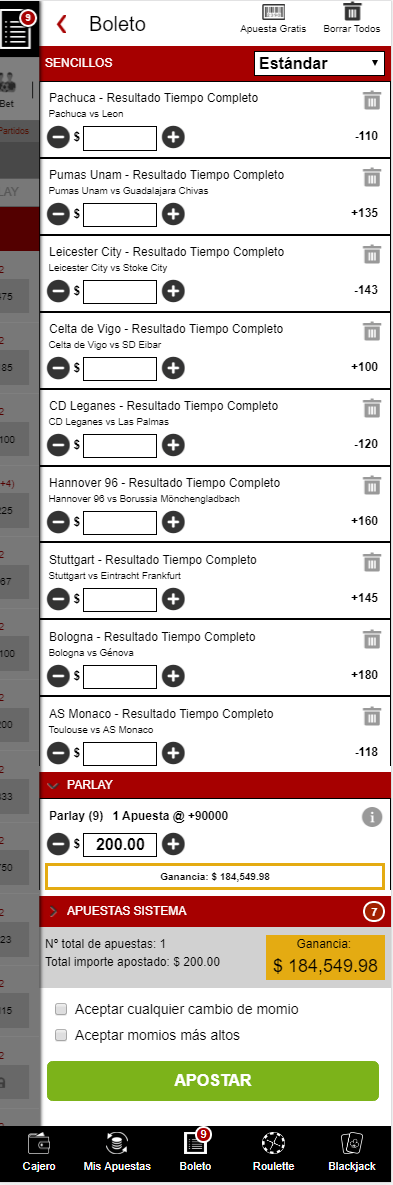 9
Boleto
Apuesta Gratis
Borrar Todos
Bet
Partidos
LAY
SENCILLOS
Estándar
Pachuca - Resultado Tiempo Completo
Pachuca vs Leon
$
-110
Pumas Unam - Resultado Tiempo Completo
Pumas Unam vs Guadalajara Chivas
$
+135
Leicester City - Resultado Tiempo Completo
Leicester City vs Stoke City
$
-143
Celta de Vigo - Resultado Tiempo Completo
Celta de Vigo vs SD Eibar
$
+100
CD Leganes - Resultado Tiempo Completo
CD Leganes vs Las Palmas
$
-120
Hannover 96 - Resultado Tiempo Completo
Hannover 96 vs Borussia Mönchengladbach
$
+160
Stuttgart - Resultado Tiempo Completo
Stuttgart vs Eintracht Frankfurt
$
+145
Bologna - Resultado Tiempo Completo
Bologna vs Génova
$
+180
AS Monaco - Resultado Tiempo Completo
Toulouse vs AS Monaco
$
-118
PARLAY
Parlay (9) 1 Apuesta @ +90000
$ 200.00
Ganancia: $ 184,549.98
APUESTAS SISTEMA
7
Nº total de apuestas: 1
Total importe apostado: $ 200.00
Ganancia:
$ 184,549.98
Aceptar cualquier cambio de momio
Aceptar momios más altos
APOSTAR
9
Cajero
Mis Apuestas
Boleto
Roulette
Blackjack